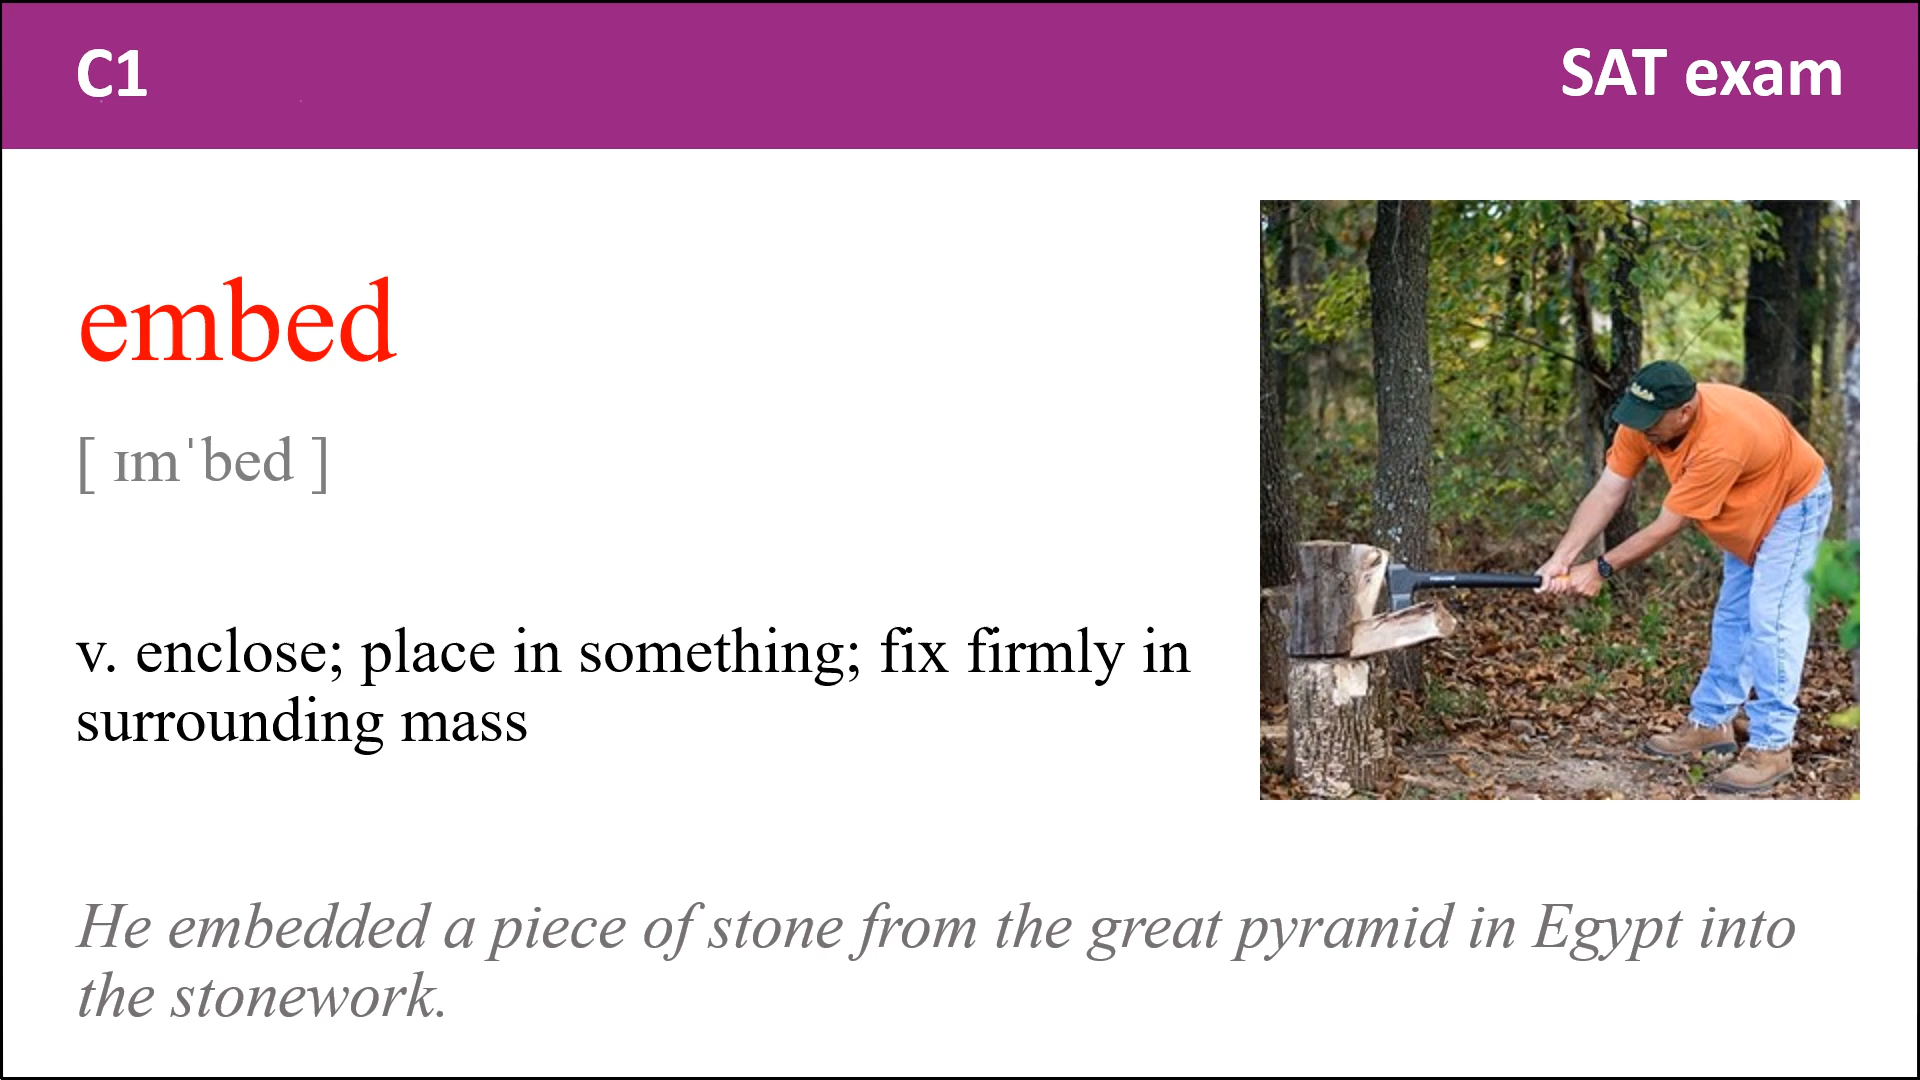 C1
SAT exam
embed
[ ɪmˈbed ]
v. enclose; place in something; fix firmly in
surrounding mass
He embedded a piece of stone from the great pyramid in Egypt into
the stonework.